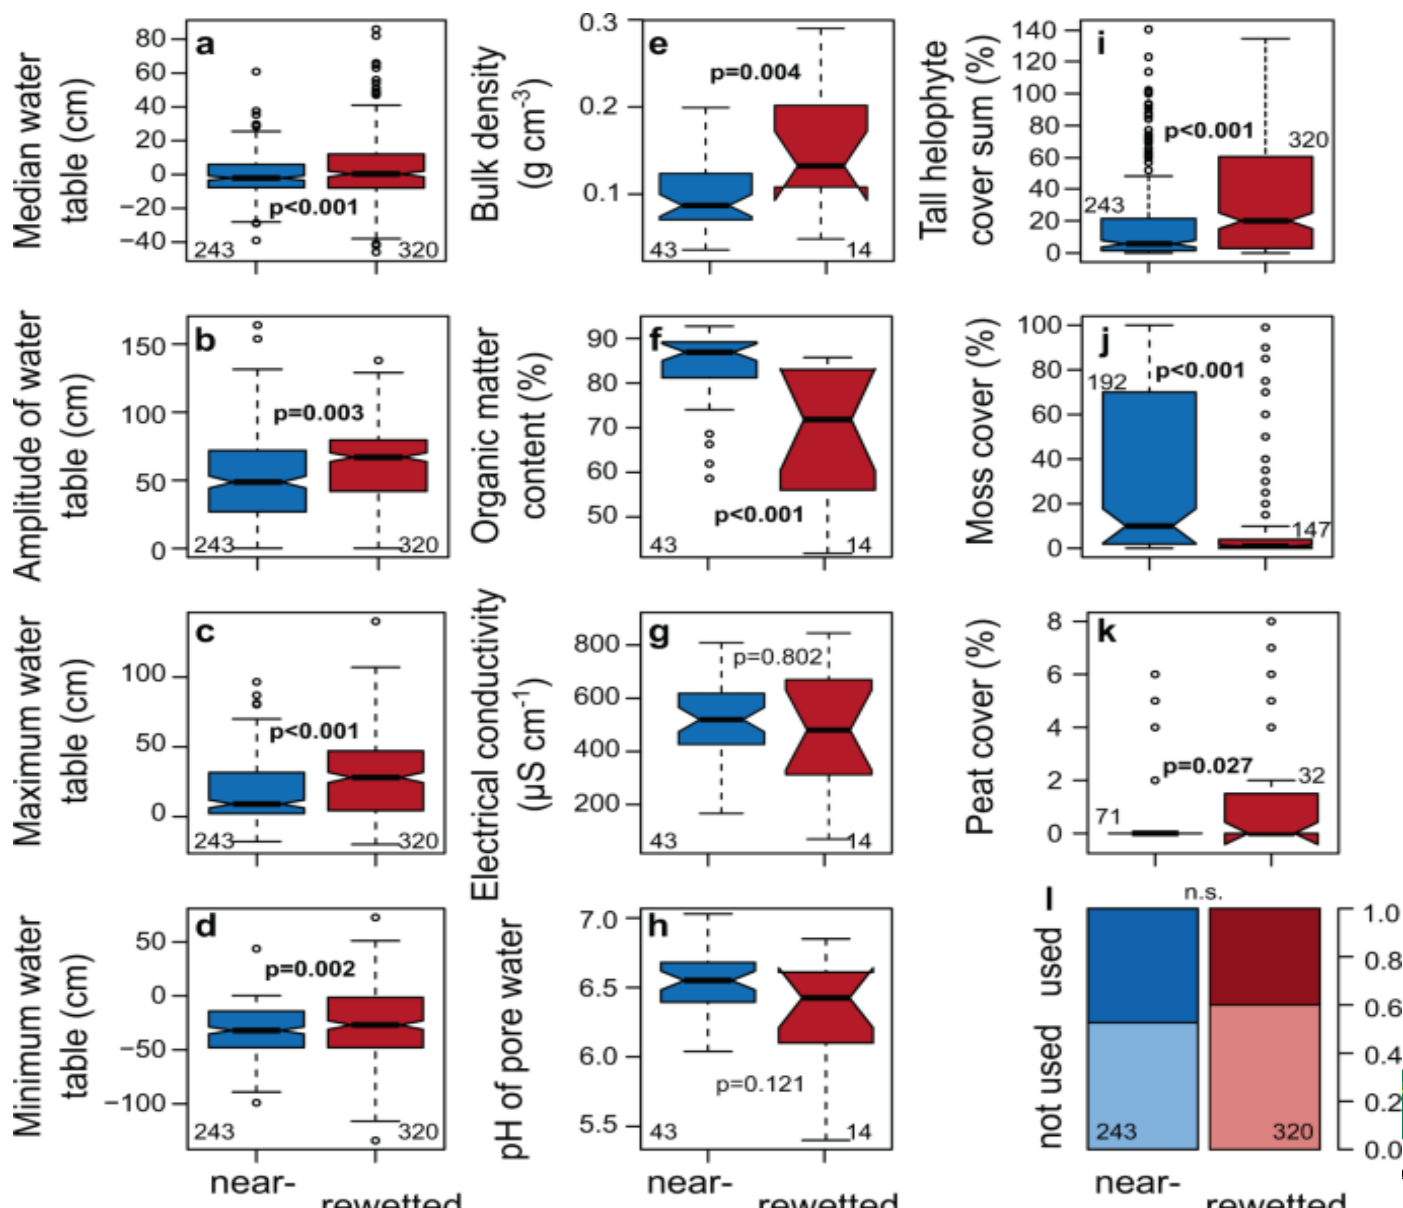 Median water
table (cm)
80
60
40
20
0
−20
−40
a
p<0.001
243
320
Bulk density
(g cm-3)
0.3
0.2
0.1
e
p=0.004
43
14
Tall helophyte
cover sum (%)
140
120
100
80
60
40
20
0
i
p<0.001
320
243
Amplitude of water
table (cm)
150
100
50
0
b
p=0.003
243
320
Organic matter
content (%)
90
80
70
60
50
f
p<0.001
43
14
Moss cover (%)
100
80
60
40
20
0
j
p<0.001
192
147
Maximum water
table (cm)
100
50
0
c
p<0.001
243
320
Electrical conductivity
(µS cm-1)
800
600
400
200
g
p=0.802
43
14
Peat cover (%)
8
6
4
2
0
k
p=0.027
32
71
Minimum water
table (cm)
50
0
−50
−100
d
p=0.002
243
320
near-
rewetted
pH of pore water
7.0
6.5
6.0
5.5
h
p=0.121
43
14
near-
rewetted
l
n.s.
not used
used
1.0
0.8
0.6
0.4
0.2
0.0
243
320
near-
rewetted